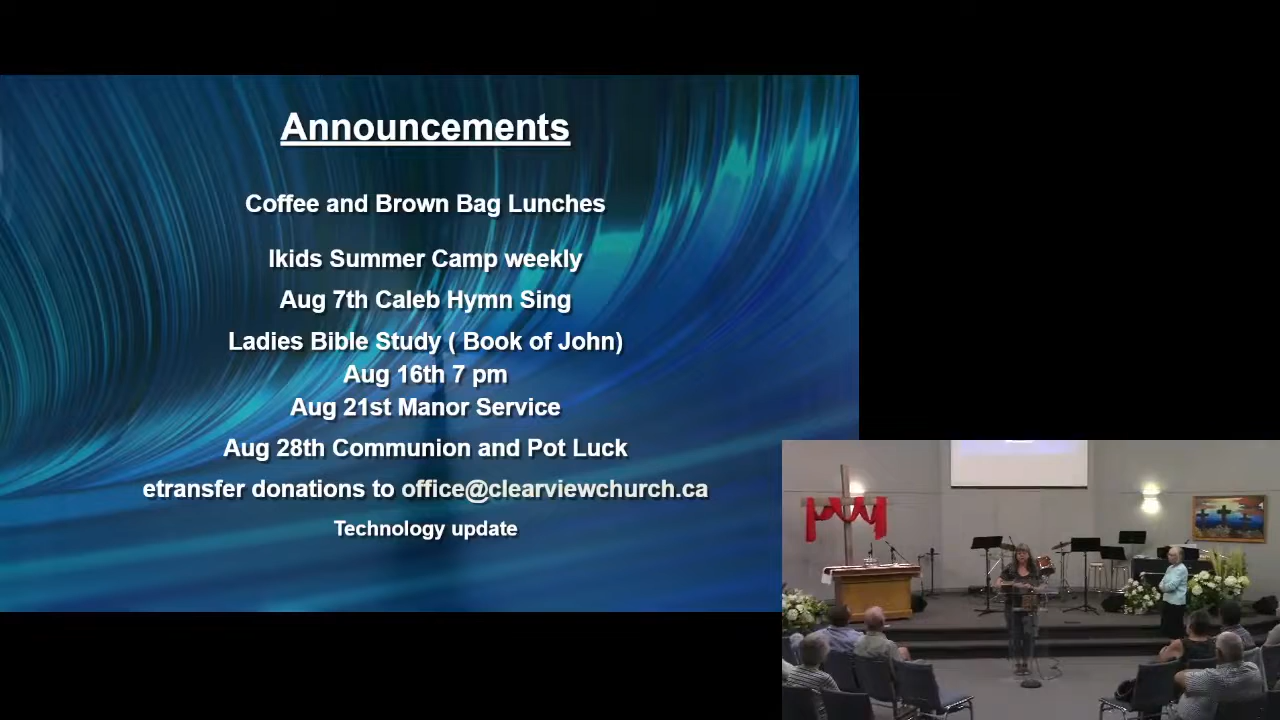 Announcements
Coffee and Brown Bag Lunches
Ikids Summer Camp weekly
Aug 7th Caleb Hymn Sing
Ladies Bible Study ( Book of John)
Aug 16th 7 pm
Aug 21st Manor Service
Aug 28th Communion and Pot Luck
etransfer donations to office@clearviewchurch.ca
Technology update